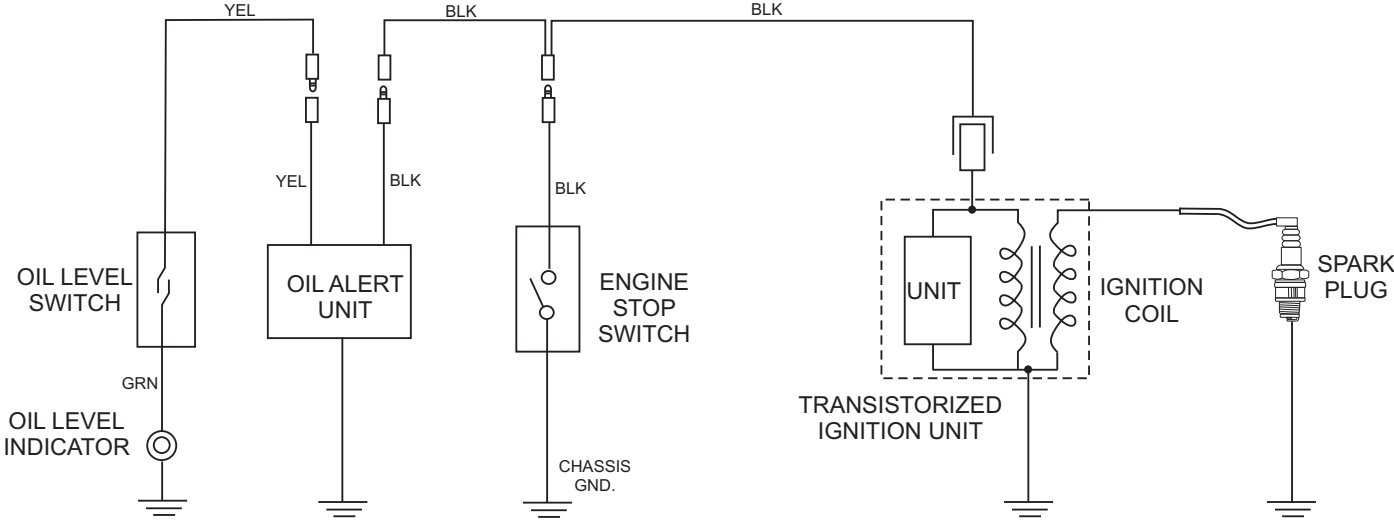 YEL
BLK
BLK
YEL
BLK
BLK
OIL LEVEL
SWITCH
OIL ALERT
UNIT
ENGINE
STOP
SWITCH
UNIT
IGNITION
COIL
SPARK
PLUG
GRN
OIL LEVEL
INDICATOR
TRANSISTORIZED
IGNITION UNIT
CHASSIS
GND.